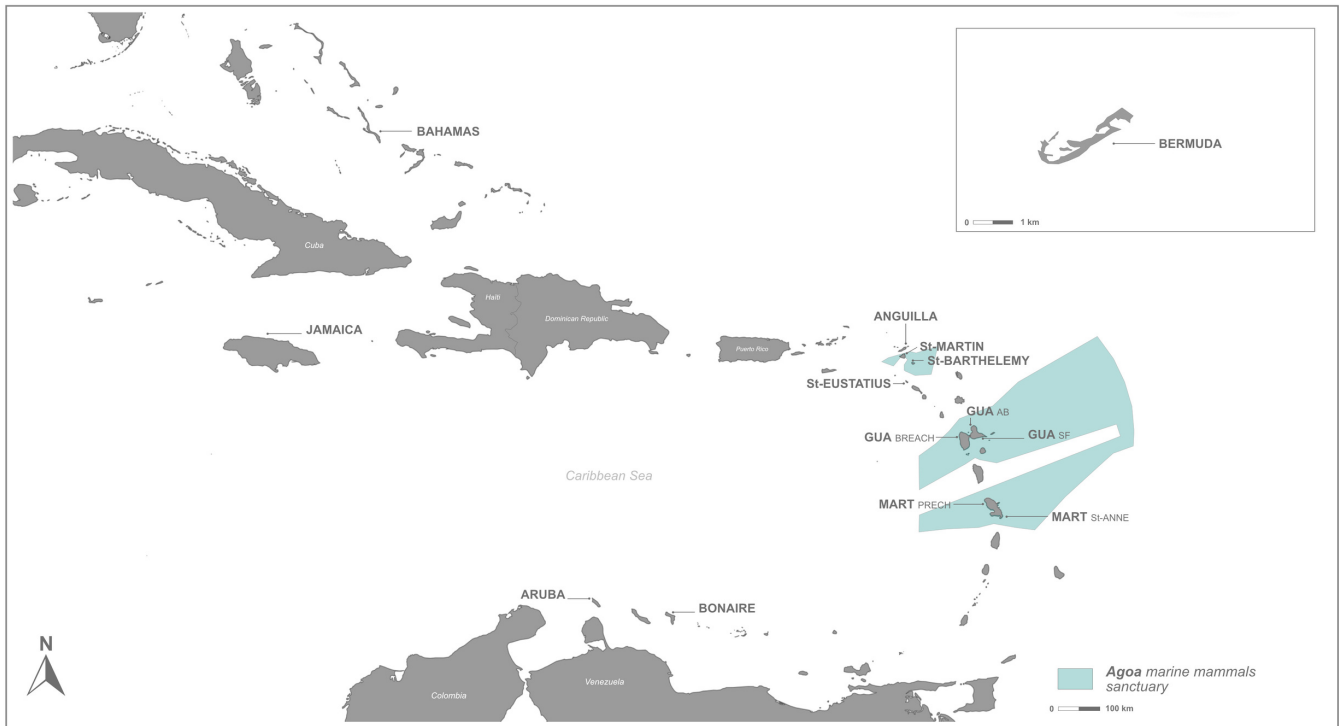 BAHAMAS
BERMUDA
0 1 km
Cuba
Haïti
Dominican Republic
JAMAICA
Puerto Rico
ANGUILLA
St-MARTIN
St-BARTHELEMY
St-EUSTATIUS
GUA AB
GUA BREACH
GUA SF
Caribbean Sea
MART PRECH
MART St-ANNE
ARUBA
BONAIRE
N
Colombia
Venezuela
Agoa marine mammals
sanctuary
0 100 km